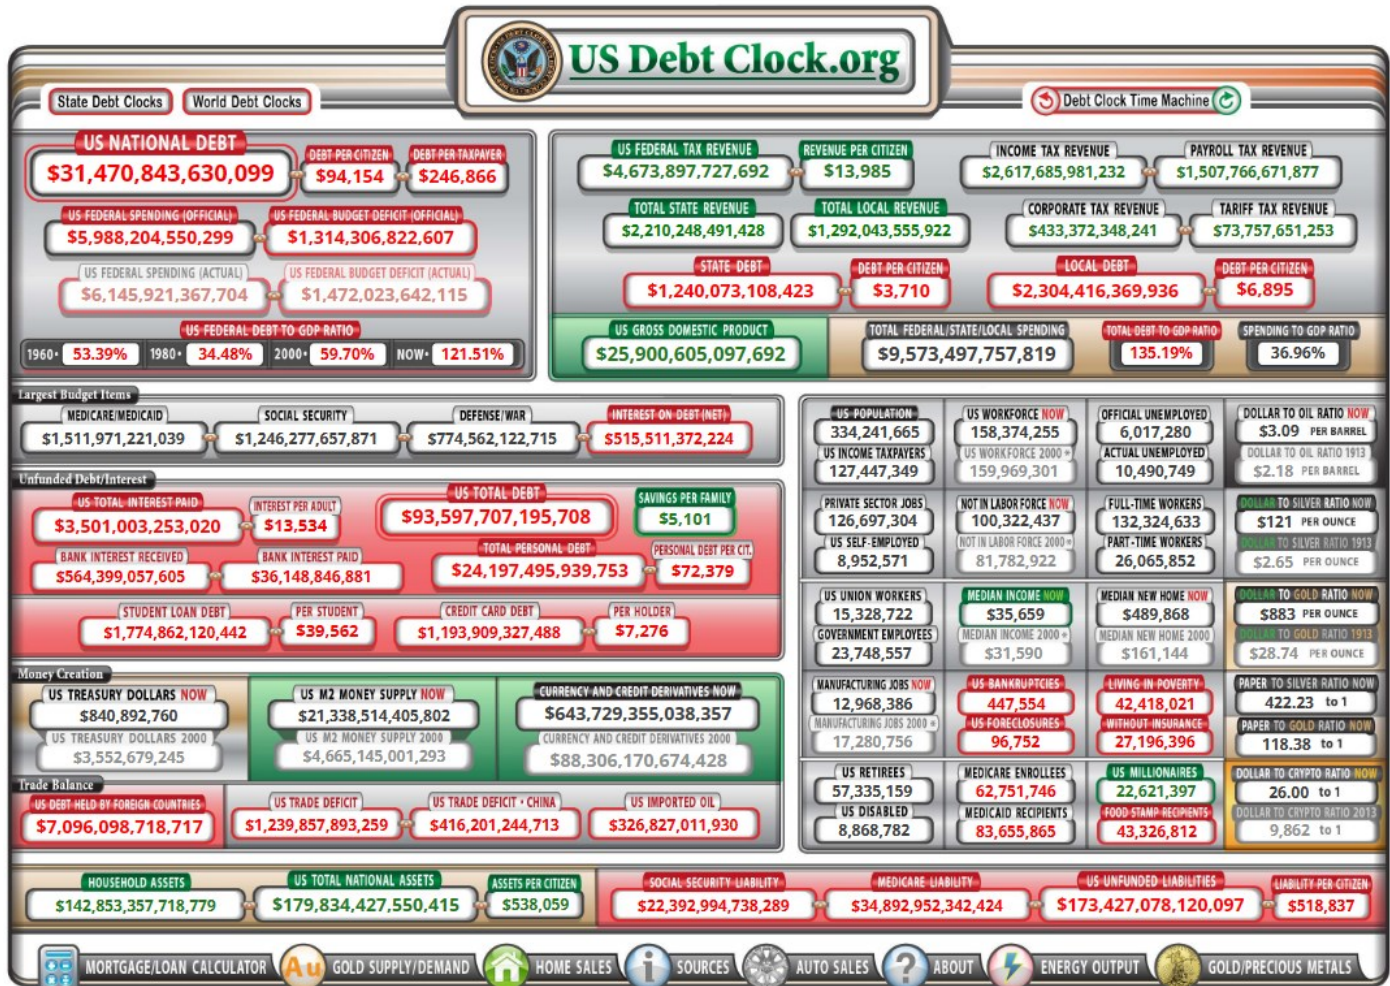 US Debt Clock.org
State Debt Clocks
World Debt Clocks
Debt Clock Time Machine
US NATIONAL DEBT
$31,470,843,630,099
DEBT PER CITIZEN
$94,154
DEBT PER TAXPAYER
$246,866
US FEDERAL SPENDING (OFFICIAL)
$5,988,204,550,299
US FEDERAL BUDGET DEFICIT (OFFICIAL)
$1,314,306,822,607
US FEDERAL SPENDING (ACTUAL)
$6,145,921,367,704
US FEDERAL BUDGET DEFICIT (ACTUAL)
$1,472,023,642,115
US FEDERAL DEBT TO GDP RATIO
1960• 53.39%
1980• 34.48%
2000• 59.70%
NOW• 121.51%
US FEDERAL TAX REVENUE
$4,673,897,727,692
REVENUE PER CITIZEN
$13,985
INCOME TAX REVENUE
$2,617,685,981,232
PAYROLL TAX REVENUE
$1,507,766,671,877
TOTAL STATE REVENUE
$2,210,248,491,428
TOTAL LOCAL REVENUE
$1,292,043,555,922
CORPORATE TAX REVENUE
$433,372,348,241
TARIFF TAX REVENUE
$73,757,651,253
STATE DEBT
$1,240,073,108,423
DEBT PER CITIZEN
$3,710
LOCAL DEBT
$2,304,416,369,936
DEBT PER CITIZEN
$6,895
US GROSS DOMESTIC PRODUCT
$25,900,605,097,692
TOTAL FEDERAL/STATE/LOCAL SPENDING
$9,573,497,757,819
TOTAL DEBT TO GDP RATIO
135.19%
SPENDING TO GDP RATIO
36.96%
Largest Budget Items
MEDICARE/MEDICAID
$1,511,971,221,039
SOCIAL SECURITY
$1,246,277,657,871
DEFENSE/WAR
$774,562,122,715
INTEREST ON DEBT (NET)
$515,511,372,224
Unfunded Debt/Interest
US TOTAL INTEREST PAID
$3,501,003,253,020
INTEREST PER ADULT
$13,534
US TOTAL DEBT
$93,597,707,195,708
SAVINGS PER FAMILY
$5,101
BANK INTEREST RECEIVED
$564,399,057,605
BANK INTEREST PAID
$36,148,846,881
TOTAL PERSONAL DEBT
$24,197,495,939,753
PERSONAL DEBT PER CIT.
$72,379
STUDENT LOAN DEBT
$1,774,862,120,442
PER STUDENT
$39,562
CREDIT CARD DEBT
$1,193,909,327,488
PER HOLDER
$7,276
Money Creation
US TREASURY DOLLARS NOW
$840,892,760
US TREASURY DOLLARS 2000
$3,552,679,245
US M2 MONEY SUPPLY NOW
$21,338,514,405,802
US M2 MONEY SUPPLY 2000
$4,665,145,001,293
CURRENCY AND CREDIT DERIVATIVES NOW
$643,729,355,038,357
CURRENCY AND CREDIT DERIVATIVES 2000
$88,306,170,674,428
Trade Balance
US DEBT HELD BY FOREIGN COUNTRIES
$7,096,098,718,717
US TRADE DEFICIT
$1,239,857,893,259
US TRADE DEFICIT • CHINA
$416,201,244,713
US IMPORTED OIL
$326,827,011,930
US POPULATION
334,241,665
US INCOME TAXPAYERS
127,447,349
US WORKFORCE NOW
158,374,255
US WORKFORCE 2000
159,969,301
OFFICIAL UNEMPLOYED
6,017,280
ACTUAL UNEMPLOYED
10,490,749
DOLLAR TO OIL RATIO NOW
$3.09 PER BARREL
DOLLAR TO OIL RATIO 1913
$2.18 PER BARREL
PRIVATE SECTOR JOBS
126,697,304
US SELF-EMPLOYED
8,952,571
NOT IN LABOR FORCE NOW
100,322,437
NOT IN LABOR FORCE 2000
81,782,922
FULL-TIME WORKERS
132,324,633
PART-TIME WORKERS
26,065,852
DOLLAR TO SILVER RATIO NOW
$121 PER OUNCE
DOLLAR TO SILVER RATIO 1913
$2.65 PER OUNCE
US UNION WORKERS
15,328,722
GOVERNMENT EMPLOYEES
23,748,557
MEDIAN INCOME NOW
$35,659
MEDIAN INCOME 2000
$31,590
MEDIAN NEW HOME NOW
$489,868
MEDIAN NEW HOME 2000
$161,144
DOLLAR TO GOLD RATIO NOW
$883 PER OUNCE
DOLLAR TO GOLD RATIO 1913
$28.74 PER OUNCE
MANUFACTURING JOBS NOW
12,968,386
MANUFACTURING JOBS 2000
17,280,756
US BANKRUPTCIES
447,554
US FORECLOSURES
96,752
LIVING IN POVERTY
42,418,021
WITHOUT INSURANCE
27,196,396
PAPER TO SILVER RATIO NOW
422.23 to 1
PAPER TO GOLD RATIO NOW
118.38 to 1
US RETIREES
57,335,159
US DISABLED
8,868,782
MEDICARE ENROLLEES
62,751,746
MEDICAID RECIPIENTS
83,655,865
US MILLIONAIRES
22,621,397
FOOD STAMP RECIPIENTS
43,326,812
DOLLAR TO CRYPTO RATIO NOW
26.00 to 1
DOLLAR TO CRYPTO RATIO 2013
9,862 to 1
HOUSEHOLD ASSETS
$142,853,357,718,779
US TOTAL NATIONAL ASSETS
$179,834,427,550,415
ASSETS PER CITIZEN
$538,059
SOCIAL SECURITY LIABILITY
$22,392,994,738,289
MEDICARE LIABILITY
$34,892,952,342,424
US UNFUNDED LIABILITIES
$173,427,078,120,097
LIABILITY PER CITIZEN
$518,837
MORTGAGE/LOAN CALCULATOR
Au
GOLD SUPPLY/DEMAND
HOME SALES
i
SOURCES
AUTO SALES
?
ABOUT
ENERGY OUTPUT
GOLD/PRECIOUS METALS